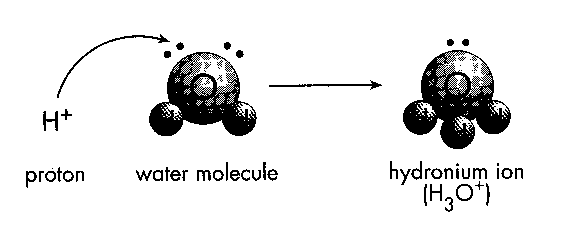 H⁺
O
O
proton
water molecule
hydronium ion
(H₃O⁺)